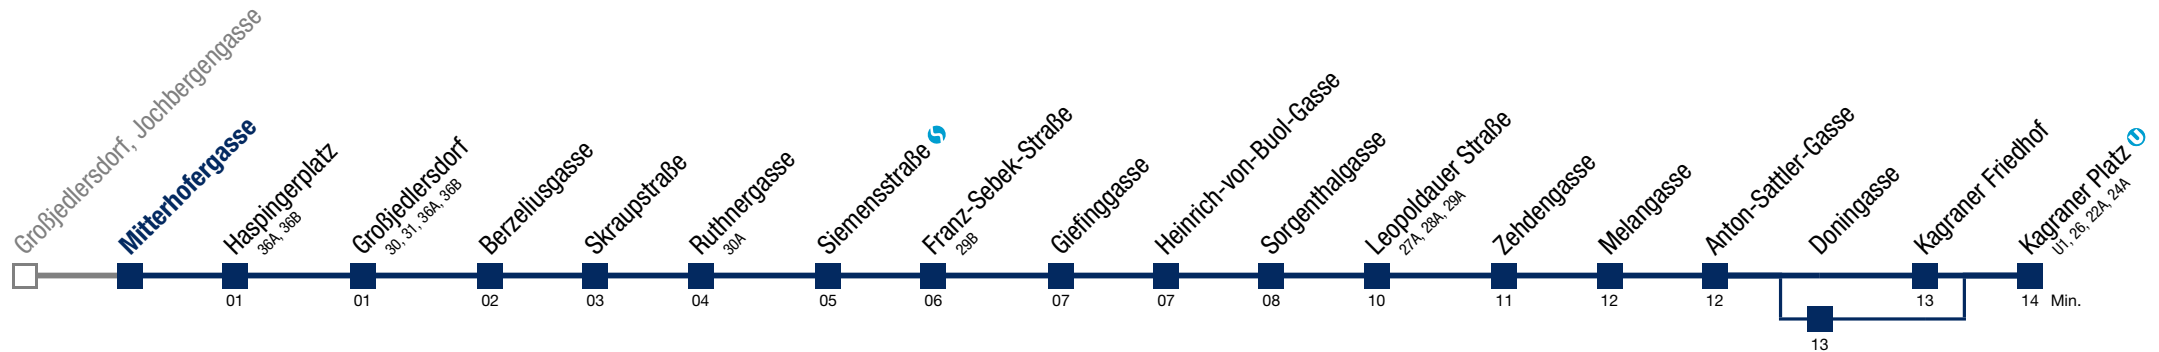 Großjedlersdorf, Jochbergengasse
Mitterhofergasse
Haspingerplatz
36A, 36B
Großjedlersdorf
30, 31, 36A, 36B
Berzeliusgasse
Skraupstraße
Ruthnergasse
30A
Siemensstraße
Franz-Sebek-Straße
29B
Giefinggasse
Heinrich-von-Buol-Gasse
Sorgenthalgasse
Leopoldauer Straße
27A, 28A, 29A
Zehdengasse
Melangasse
Anton-Sattler-Gasse
Doningasse
Kagraner Friedhof
Kagraner Platz U
U1, 26, 22A, 24A
01 01 02 03 04 05 06 07 07 08 10 11 12 12 13 14 Min.
13